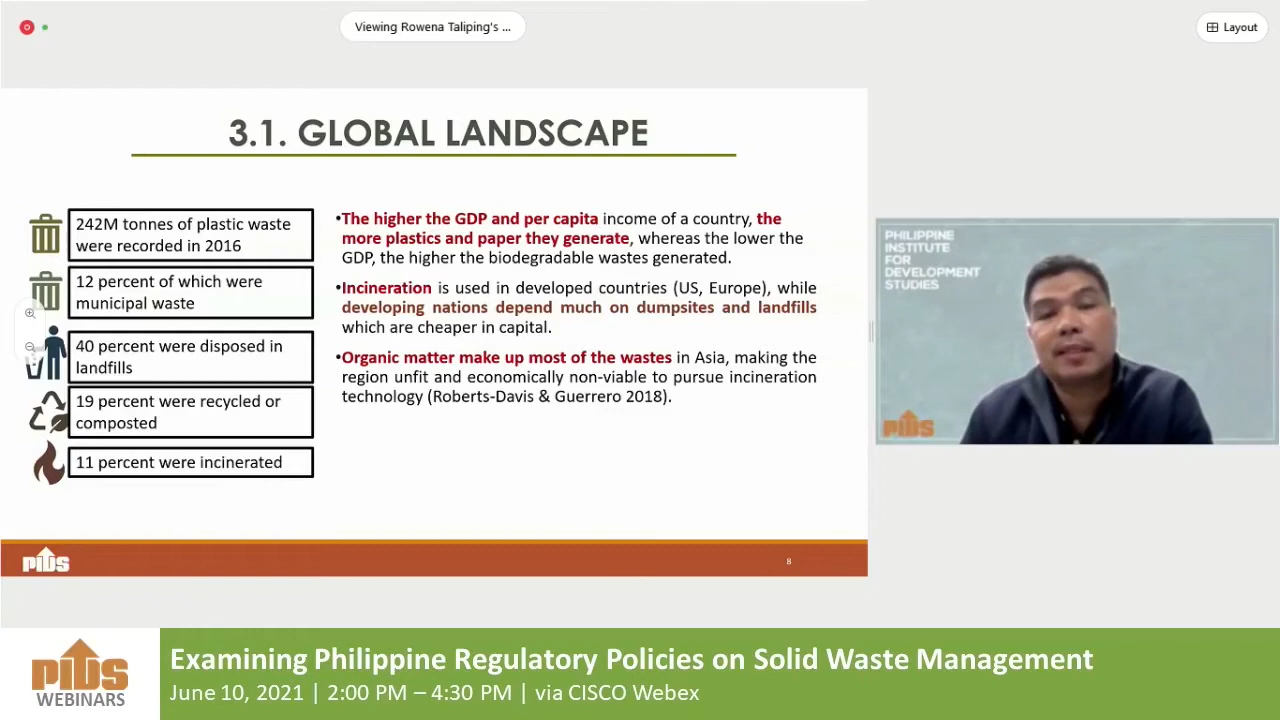 Viewing Rowena Taliping's ...
Layout
3.1. GLOBAL LANDSCAPE
242M tonnes of plastic waste
were recorded in 2016
12 percent of which were
municipal waste
40 percent were disposed in
landfills
19 percent were recycled or
composted
11 percent were incinerated
•The higher the GDP and per capita income of a country, the
more plastics and paper they generate, whereas the lower the
GDP, the higher the biodegradable wastes generated.
•Incineration is used in developed countries (US, Europe), while
developing nations depend much on dumpsites and landfills
which are cheaper in capital.
•Organic matter make up most of the wastes in Asia, making the
region unfit and economically non-viable to pursue incineration
technology (Roberts-Davis & Guerrero 2018).
PHILIPPINE
INSTITUTE
FOR
DEVELOPMENT
STUDIES
PIDS
PIDS
8
PIDS
WEBINARS
Examining Philippine Regulatory Policies on Solid Waste Management
June 10, 2021 | 2:00 PM – 4:30 PM | via CISCO Webex